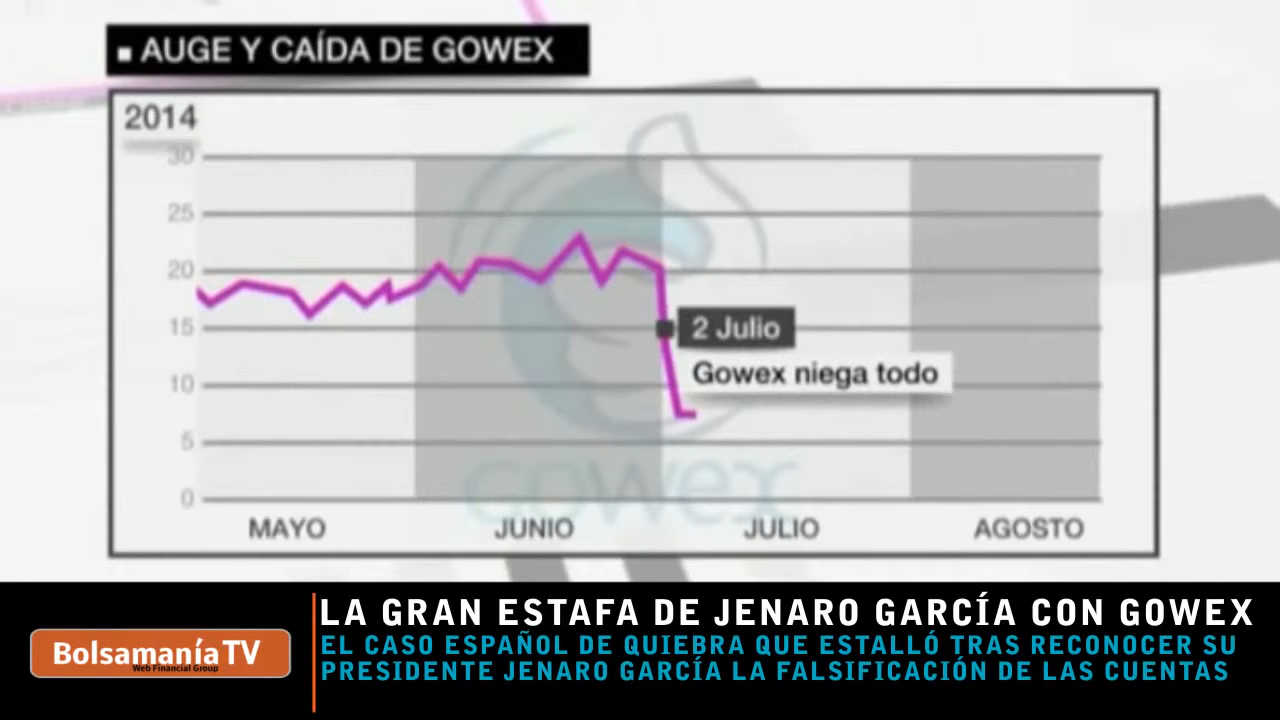 ▪ AUGE Y CAÍDA DE GOWEX
2014
30
25
20
15
10
5
0
2 Julio
Gowex niega todo
gowex
MAYO
JUNIO
JULIO
AGOSTO
LA GRAN ESTAFA DE JENARO GARCÍA CON GOWEX
EL CASO ESPAÑOL DE QUIEBRA QUE ESTALLÓ TRAS RECONOCER SU
PRESIDENTE JENARO GARCÍA LA FALSIFICACIÓN DE LAS CUENTAS
BolsamaníaTV
Web Financial Group